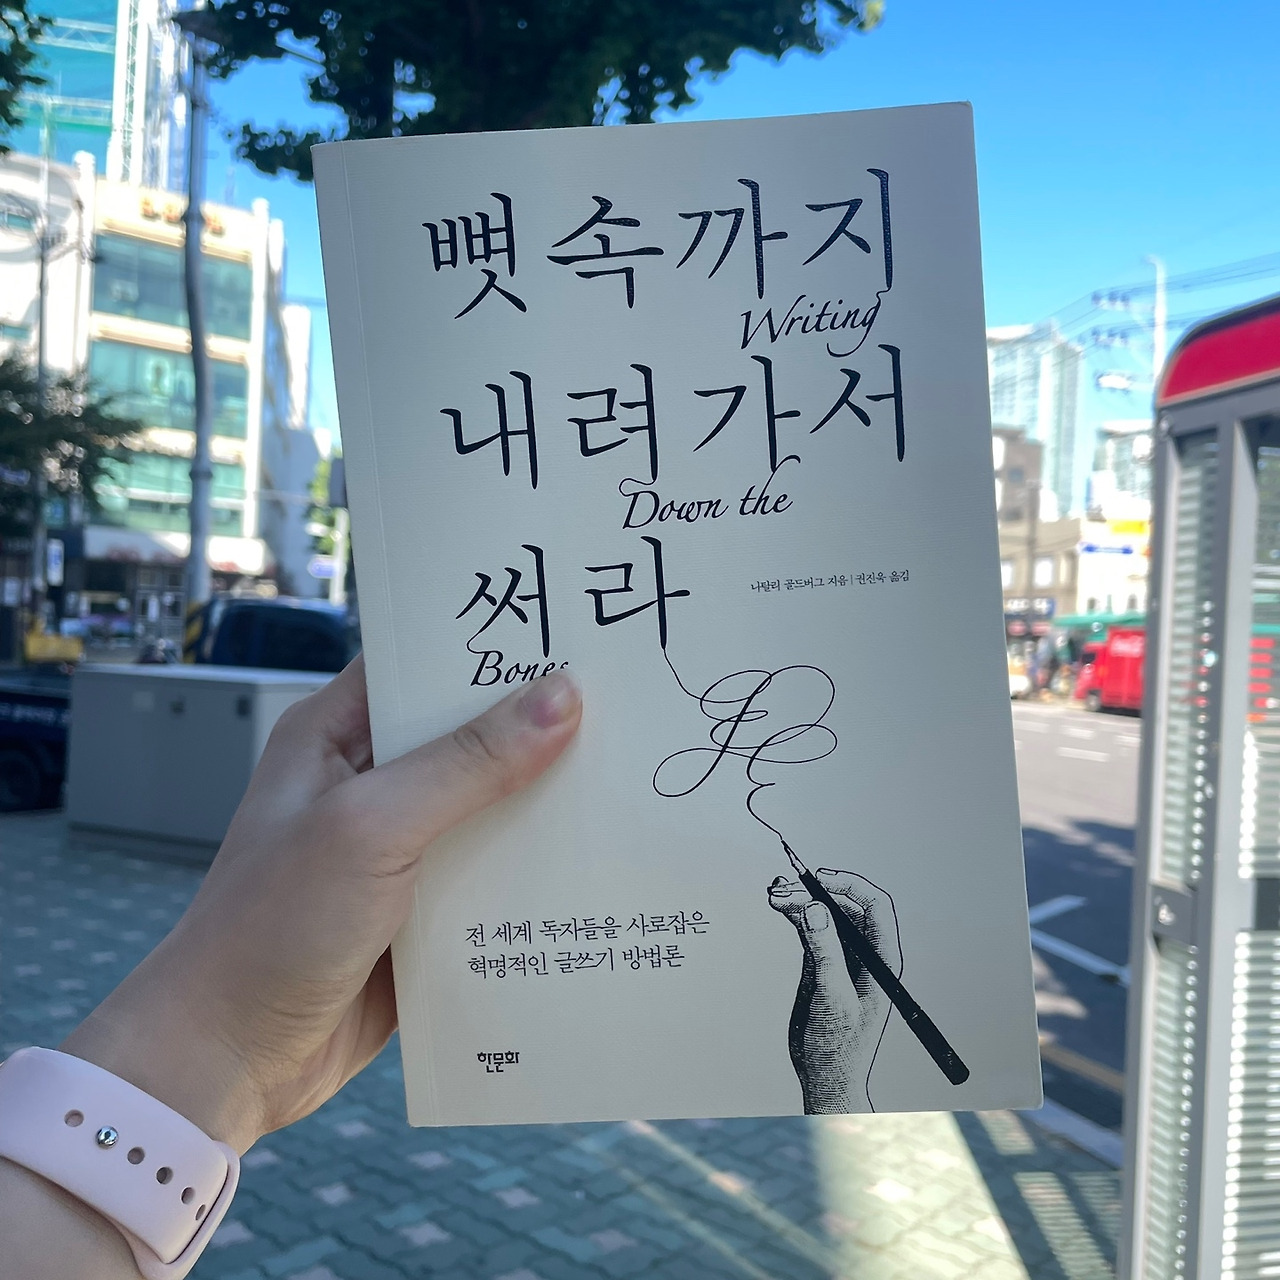 뼛속까지
Writing
내려가서
Down the
써라
나탈리 골드버그 지음 | 권진욱 옮김
Bones
전 세계 독자들을 사로잡은
혁명적인 글쓰기 방법론
한문화